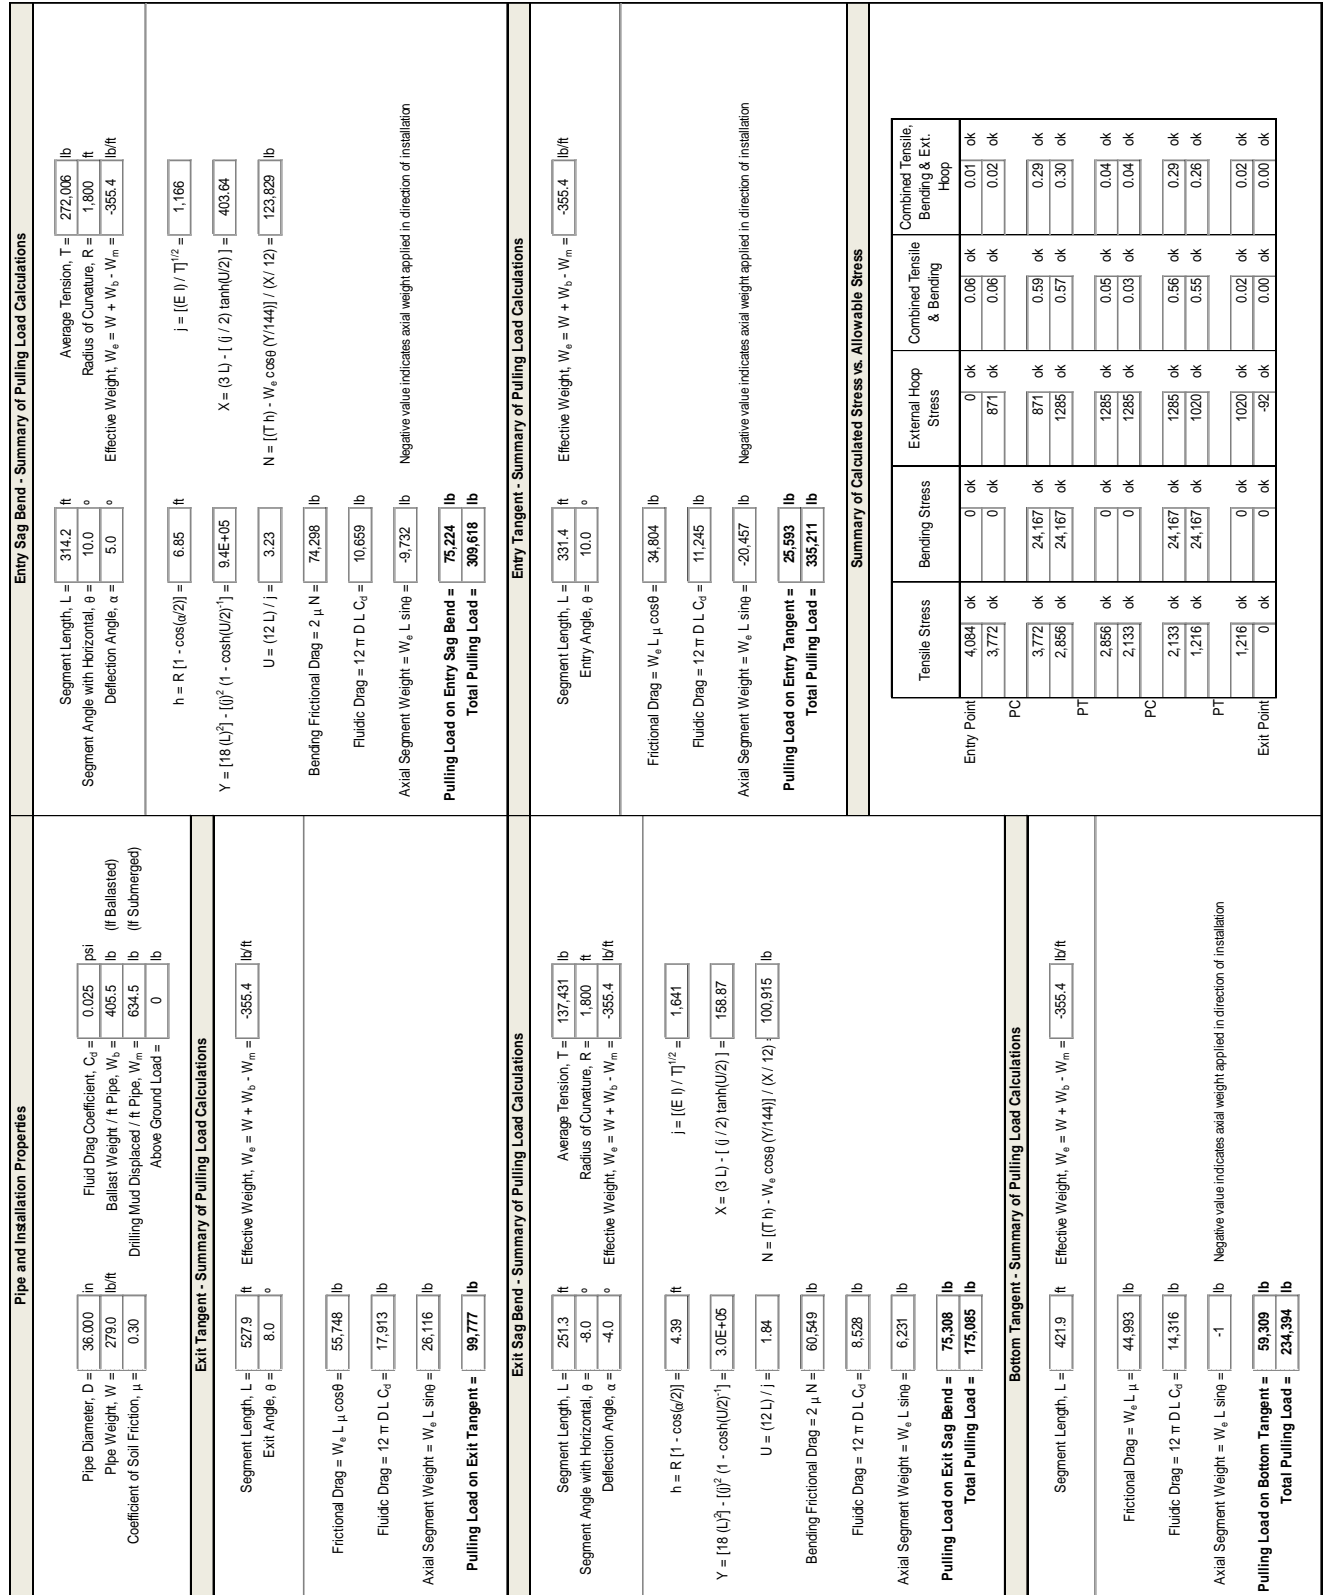 Pipe and Installation Properties
Pipe Diameter, D = 36.000 in Fluid Drag Coefficient, Cd = 0.025 psi
Pipe Weight, W = 279.0 lb/ft Ballast Weight / ft Pipe, Wb = 405.5 lb (If Ballasted)
Coefficient of Soil Friction, μ = 0.30 Drilling Mud Displaced / ft Pipe, Wm = 634.5 lb (If Submerged)
Above Ground Load = 0 lb
Exit Tangent - Summary of Pulling Load Calculations
Segment Length, L = 527.9 ft Effective Weight, We = W + Wb - Wm = -355.4 lb/ft
Exit Angle, θ = 8.0 °
Frictional Drag = We L μ cosθ = 55,748 lb
Fluidic Drag = 12 π D L Cd = 17,913 lb
Axial Segment Weight = We L sinθ = 26,116 lb
Pulling Load on Exit Tangent = 99,777 lb
Exit Sag Bend - Summary of Pulling Load Calculations
Segment Length, L = 251.3 ft Average Tension, T = 137,431 lb
Segment Angle with Horizontal, θ = -8.0 ° Radius of Curvature, R = 1,800 ft
Deflection Angle, α = -4.0 ° Effective Weight, We = W + Wb - Wm = -355.4 lb/ft
h = R [1 - cos(α/2)] = 4.39 ft j = [(E I) / T]^1/2 = 1,641
Y = [18 (L)²] - [(j)² (1 - cosh(U/2)^-1] = 3.0E+05 X = (3 L) - [ (j / 2) tanh(U/2) ] = 158.87
U = (12 L) / j = 1.84 N = [(T h) - We cosθ (Y/144)] / (X / 12) = 100,915 lb
Bending Frictional Drag = 2 μ N = 60,549 lb
Fluidic Drag = 12 π D L Cd = 8,528 lb
Axial Segment Weight = We L sinθ = 6,231 lb
Pulling Load on Exit Sag Bend = 75,308 lb
Total Pulling Load = 175,085 lb
Bottom Tangent - Summary of Pulling Load Calculations
Segment Length, L = 421.9 ft Effective Weight, We = W + Wb - Wm = -355.4 lb/ft
Frictional Drag = We L μ = 44,993 lb
Fluidic Drag = 12 π D L Cd = 14,316 lb
Axial Segment Weight = We L sinθ = -1 lb Negative value indicates axial weight applied in direction of installation
Pulling Load on Bottom Tangent = 59,309 lb
Total Pulling Load = 234,394 lb
Entry Sag Bend - Summary of Pulling Load Calculations
Segment Length, L = 314.2 ft Average Tension, T = 272,006 lb
Segment Angle with Horizontal, θ = 10.0 ° Radius of Curvature, R = 1,800 ft
Deflection Angle, α = 5.0 ° Effective Weight, We = W + Wb - Wm = -355.4 lb/ft
h = R [1 - cos(α/2)] = 6.85 ft j = [(E I) / T]^1/2 = 1,166
Y = [18 (L)²] - [(j)² (1 - cosh(U/2)^-1] = 9.4E+05 X = (3 L) - [ (j / 2) tanh(U/2) ] = 403.64
U = (12 L) / j = 3.23 N = [(T h) - We cosθ (Y/144)] / (X / 12) = 123,829 lb
Bending Frictional Drag = 2 μ N = 74,298 lb
Fluidic Drag = 12 π D L Cd = 10,659 lb
Axial Segment Weight = We L sinθ = -9,732 lb Negative value indicates axial weight applied in direction of installation
Pulling Load on Entry Sag Bend = 75,224 lb
Total Pulling Load = 309,618 lb
Entry Tangent - Summary of Pulling Load Calculations
Segment Length, L = 331.4 ft Effective Weight, We = W + Wb - Wm = -355.4 lb/ft
Entry Angle, θ = 10.0 °
Frictional Drag = We L μ cosθ = 34,804 lb
Fluidic Drag = 12 π D L Cd = 11,245 lb
Axial Segment Weight = We L sinθ = -20,457 lb Negative value indicates axial weight applied in direction of installation
Pulling Load on Entry Tangent = 25,593 lb
Total Pulling Load = 335,211 lb
Summary of Calculated Stress vs. Allowable Stress
Tensile Stress Bending Stress External Hoop Stress Combined Tensile & Bending Combined Tensile, Bending & Ext. Hoop
Entry Point 4,084 ok 0 ok 0 ok 0.06 ok 0.01 ok
3,772 ok 0 ok 871 ok 0.06 ok 0.02 ok
PC
3,772 ok 24,167 ok 871 ok 0.59 ok 0.29 ok
2,856 ok 24,167 ok 1285 ok 0.57 ok 0.30 ok
PT
2,856 ok 0 ok 1285 ok 0.05 ok 0.04 ok
2,133 ok 0 ok 1285 ok 0.03 ok 0.04 ok
PC
2,133 ok 24,167 ok 1285 ok 0.56 ok 0.29 ok
1,216 ok 24,167 ok 1020 ok 0.55 ok 0.26 ok
PT
1,216 ok 0 ok 1020 ok 0.02 ok 0.02 ok
Exit Point 0 ok 0 ok -92 ok 0.00 ok 0.00 ok